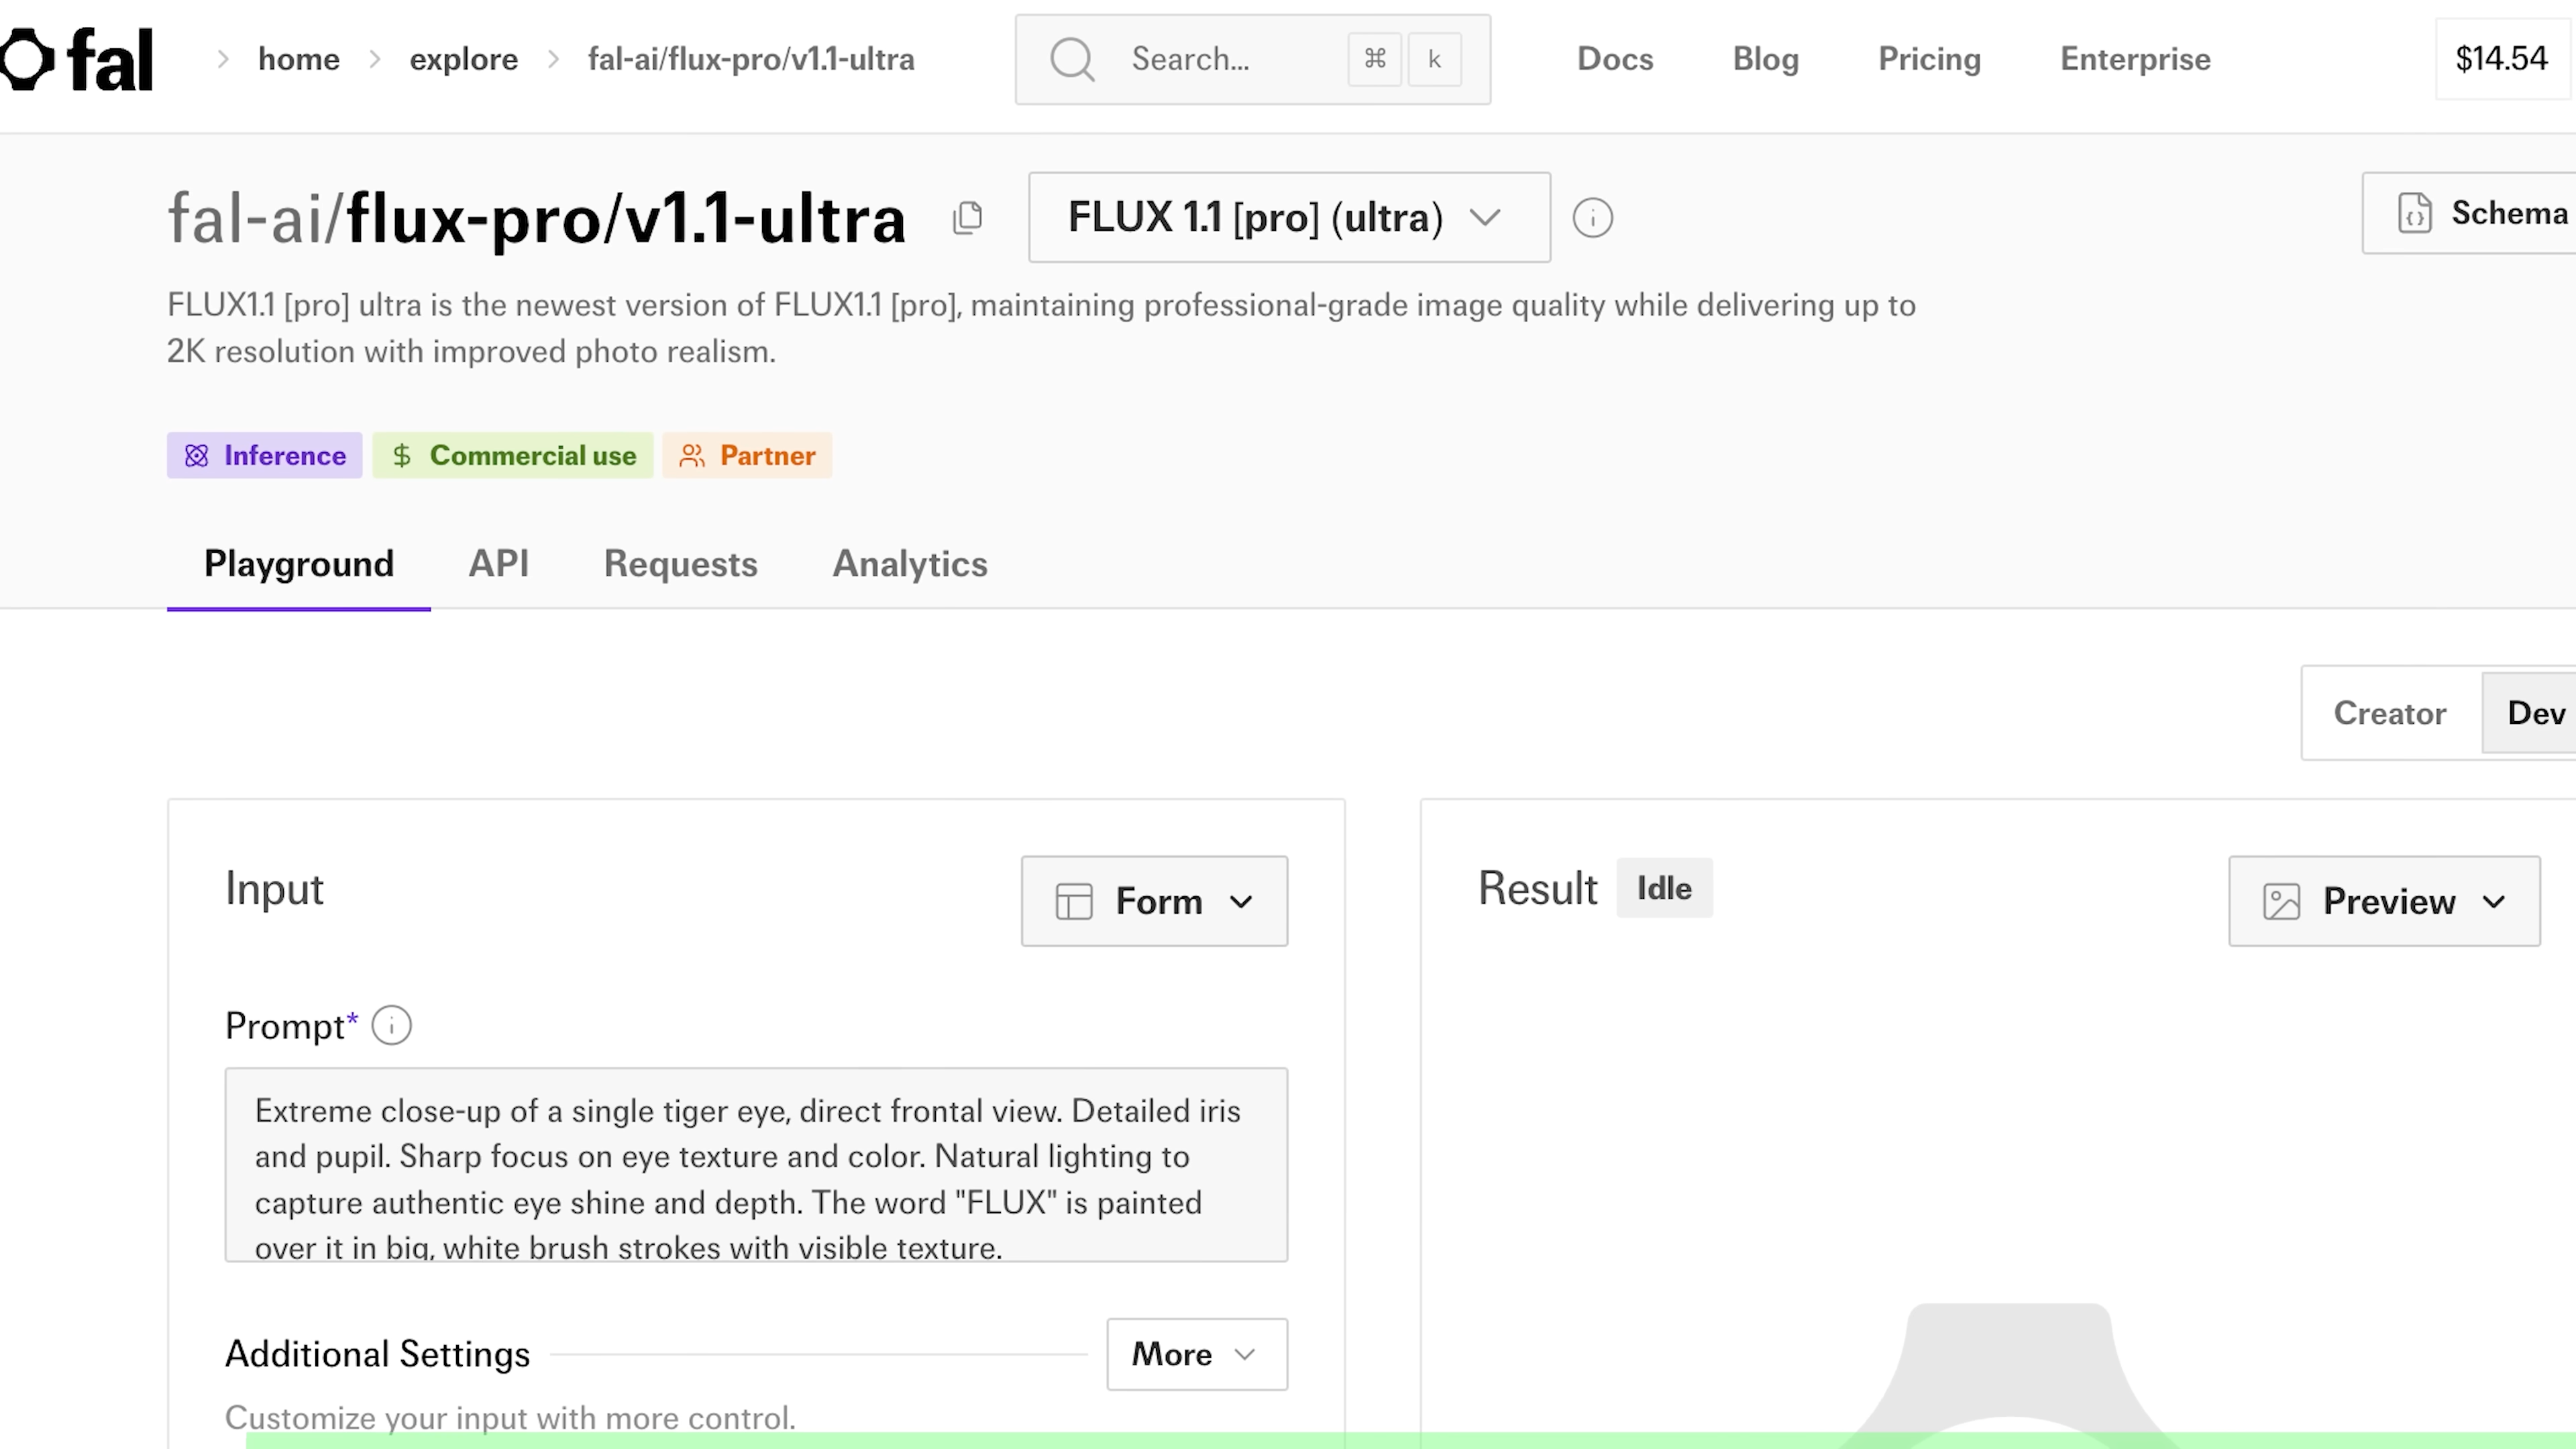 fal
home
explore
fal-ai/flux-pro/v1.1-ultra
Search...
⌘
k
Docs
Blog
Pricing
Enterprise
$14.54
fal-ai/flux-pro/v1.1-ultra
FLUX 1.1 [pro] (ultra)
Schema
FLUX1.1 [pro] ultra is the newest version of FLUX1.1 [pro], maintaining professional-grade image quality while delivering up to
2K resolution with improved photo realism.
Inference
$ Commercial use
Partner
Playground
API
Requests
Analytics
Creator
Dev
Input
Form
Result
Idle
Preview
Prompt*
Extreme close-up of a single tiger eye, direct frontal view. Detailed iris
and pupil. Sharp focus on eye texture and color. Natural lighting to
capture authentic eye shine and depth. The word "FLUX" is painted
over it in big, white brush strokes with visible texture.
Additional Settings
More
Customize your input with more control.